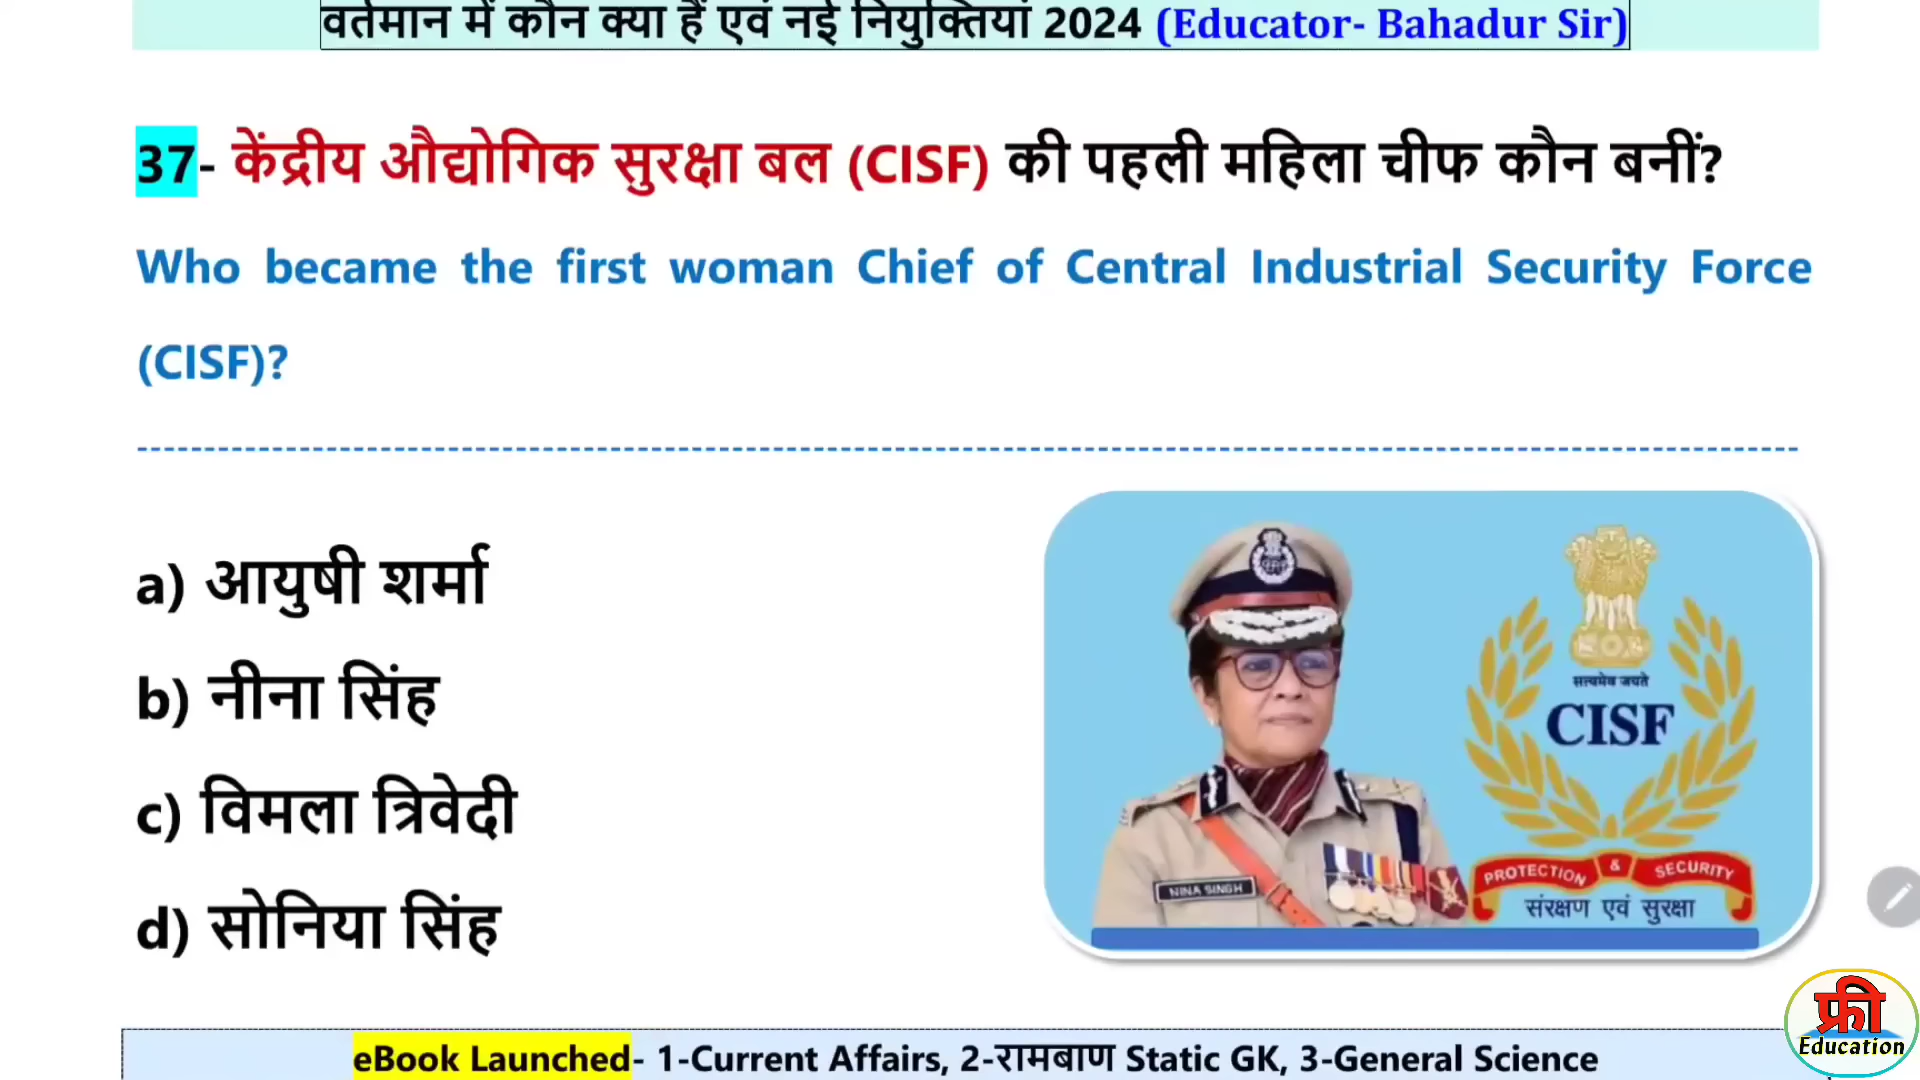 वर्तमान में कौन क्या हैं एवं नई नियुक्तियां 2024 (Educator- Bahadur Sir)
37- केंद्रीय औद्योगिक सुरक्षा बल (CISF) की पहली महिला चीफ कौन बनीं?
Who became the first woman Chief of Central Industrial Security Force
(CISF)?
a) आयुषी शर्मा
b) नीना सिंह
c) विमला त्रिवेदी
d) सोनिया सिंह
सत्यमेव जयते
CISF
NINA SINGH
PROTECTION & SECURITY
संरक्षण एवं सुरक्षा
फ्री
Education
eBook Launched- 1-Current Affairs, 2-रामबाण Static GK, 3-General Science